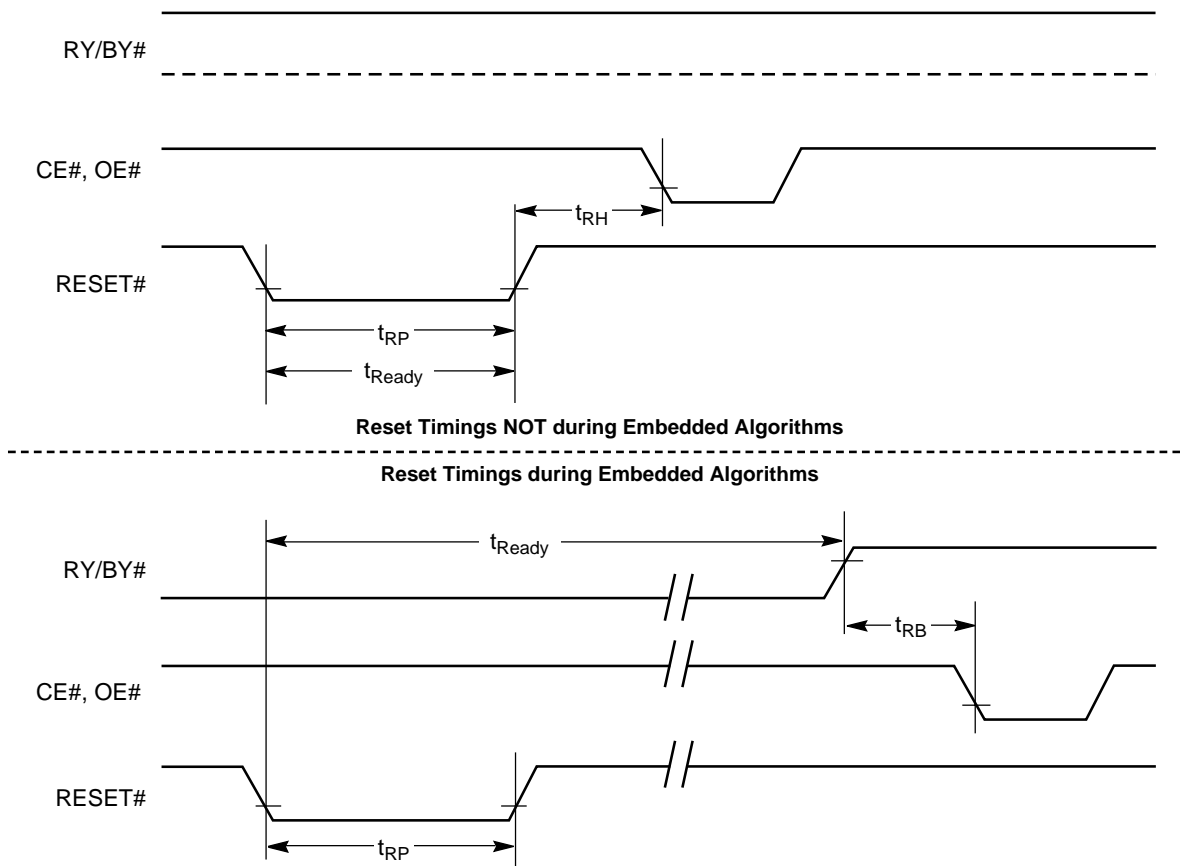 RY/BY#
CE#, OE#
tRH
RESET#
tRP
tReady
Reset Timings NOT during Embedded Algorithms
Reset Timings during Embedded Algorithms
tReady
RY/BY#
tRB
CE#, OE#
RESET#
tRP